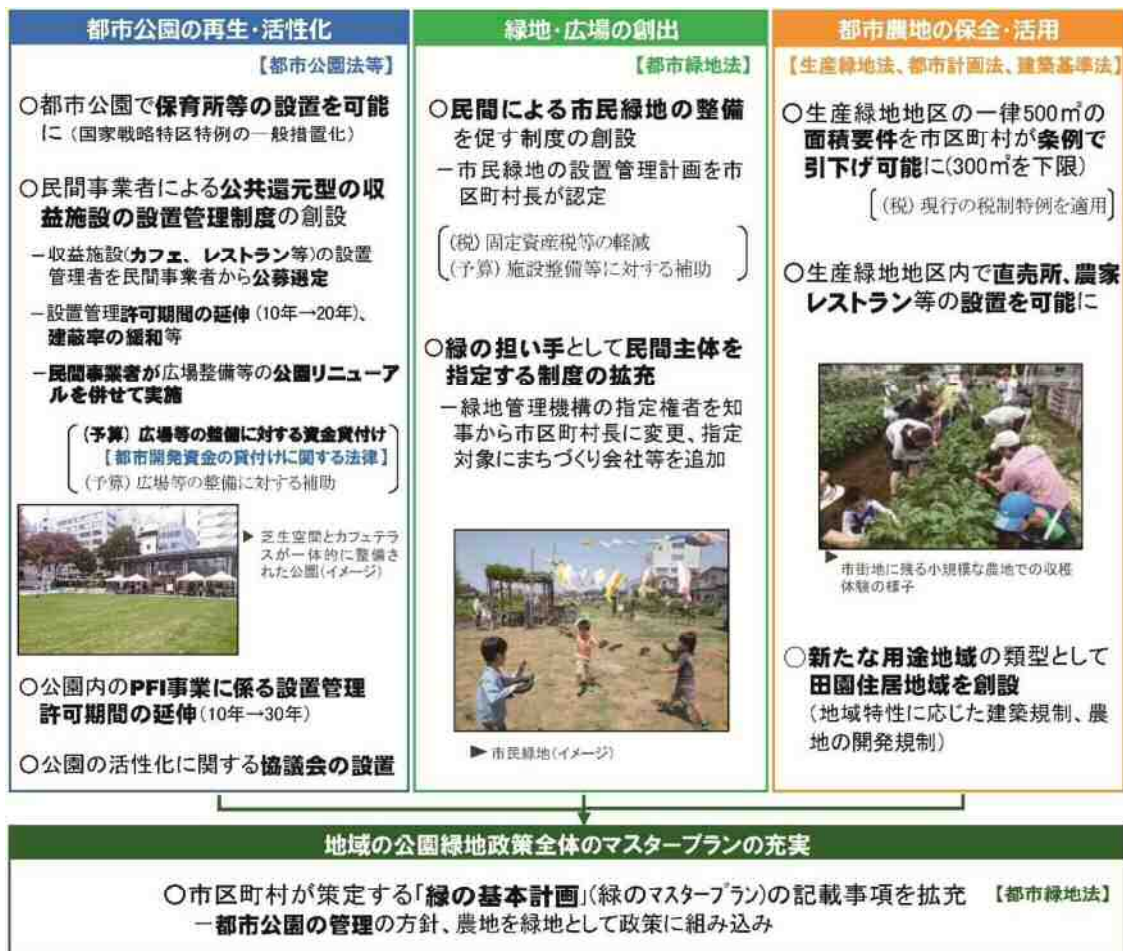 都市公園の再生・活性化
【都市公園法等】
○都市公園で保育所等の設置を可能
に（国家戦略特区特例の一般措置化）
○民間事業者による公共還元型の収
益施設の設置管理制度の創設
－収益施設(カフェ、レストラン等)の設置
管理者を民間事業者から公募選定
－設置管理許可期間の延伸（10年→20年)、
建蔽率の緩和等
－民間事業者が広場整備等の公園リニューア
ルを併せて実施
(予算）広場等の整備に対する資金貸付け
【都市開発資金の貸付けに関する法律】
(予算）広場等の整備に対する補助
▶ 芝生空間とカフェテラ
スが一体的に整備さ
れた公園(イメージ)
○公園内のPFI事業に係る設置管理
許可期間の延伸(10年→30年)
○公園の活性化に関する協議会の設置
緑地・広場の創出
【都市緑地法】
○民間による市民緑地の整備
を促す制度の創設
－市民緑地の設置管理計画を市
区町村長が認定
(税）固定資産税等の軽減
(予算）施設整備等に対する補助
○緑の担い手として民間主体を
指定する制度の拡充
－緑地管理機構の指定権者を知
事から市区町村長に変更、指定
対象にまちづくり会社等を追加
▶ 市民緑地(イメージ)
都市農地の保全・活用
【生産緑地法、都市計画法、建築基準法】
○生産緑地地区の一律500㎡の
面積要件を市区町村が条例で
引下げ可能に(300㎡を下限)
(税）現行の税制特例を適用
○生産緑地地区内で直売所、農家
レストラン等の設置を可能に
▶ 市街地に残る小規模な農地での収穫
体験の様子
○新たな用途地域の類型として
田園住居地域を創設
(地域特性に応じた建築規制、農
地の開発規制)
地域の公園緑地政策全体のマスタープランの充実
○市区町村が策定する「緑の基本計画」(緑のマスタープラン)の記載事項を拡充 【都市緑地法】
－都市公園の管理の方針、農地を緑地として政策に組み込み